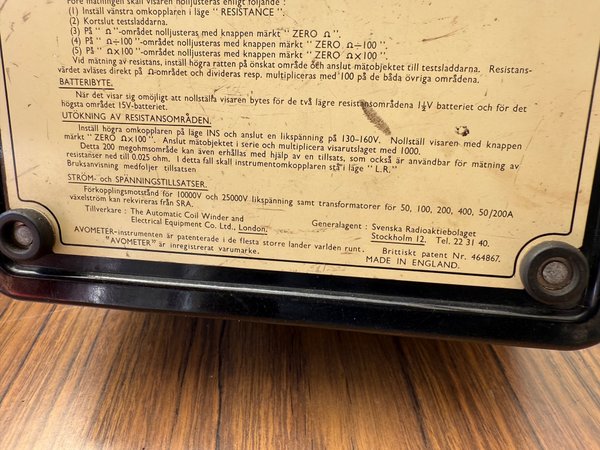 Före mätningen skall visaren nolljusteras enligt följande :
(1) Inställ vänstra omkopplaren i läge " RESISTANCE ".
(2) Kortslut testsladdarna.
(3) På " Ω "-området nolljusteras med knappen märkt " ZERO Ω ".
(4) På " Ω÷100 "-området nolljusteras med knappen märkt " ZERO Ω÷100 ".
(5) På " Ω×100 "-området nolljusteras med knappen märkt " ZERO Ω×100 ".
Vid mätning av resistans, inställ högra ratten på önskat område och anslut mätobjektet till testsladdarna. Resistans-
värdet avläses direkt på Ω-området och divideras resp. multipliceras med 100 på de båda övriga områdena.
BATTERIBYTE.
När det visar sig omöjligt att nollställa visaren bytes för de två lägre resistansområdena 1½V batteriet och för det
högsta området 15V-batteriet.
UTÖKNING AV RESISTANSOMRÅDEN.
Inställ högra omkopplaren på läge INS och anslut en likspänning på 130-160V. Nollställ visaren med knappen
märkt " ZERO Ω×100 ". Anslut mätobjektet i serie och multiplicera visarutslaget med 1000.
Detta 200 megohmsområde kan även erhållas med hjälp av en tillsats, som också är användbar för mätning av
resistanser ned till 0.025 ohm. I detta fall skall instrumentomkopplaren stå i läge " L.R. "
Bruksanvisning medföljer tillsatsen
STRÖM- och SPÄNNINGSTILLSATSER.
Förkopplingsmotstånd för 10000V och 25000V likspänning samt transformatorer för 50, 100, 200, 400, 50/200A
växelström kan rekvireras från SRA.
Tillverkare : The Automatic Coil Winder and
Electrical Equipment Co. Ltd., London.
Generalagent : Svenska Radioaktiebolaget
Stockholm 12. Tel. 22 31 40.
AVOMETER-instrumenten är patenterade i de flesta större länder världen runt. Brittiskt patent Nr. 464867.
"AVOMETER" är inregistrerat varumärke. MADE IN ENGLAND.